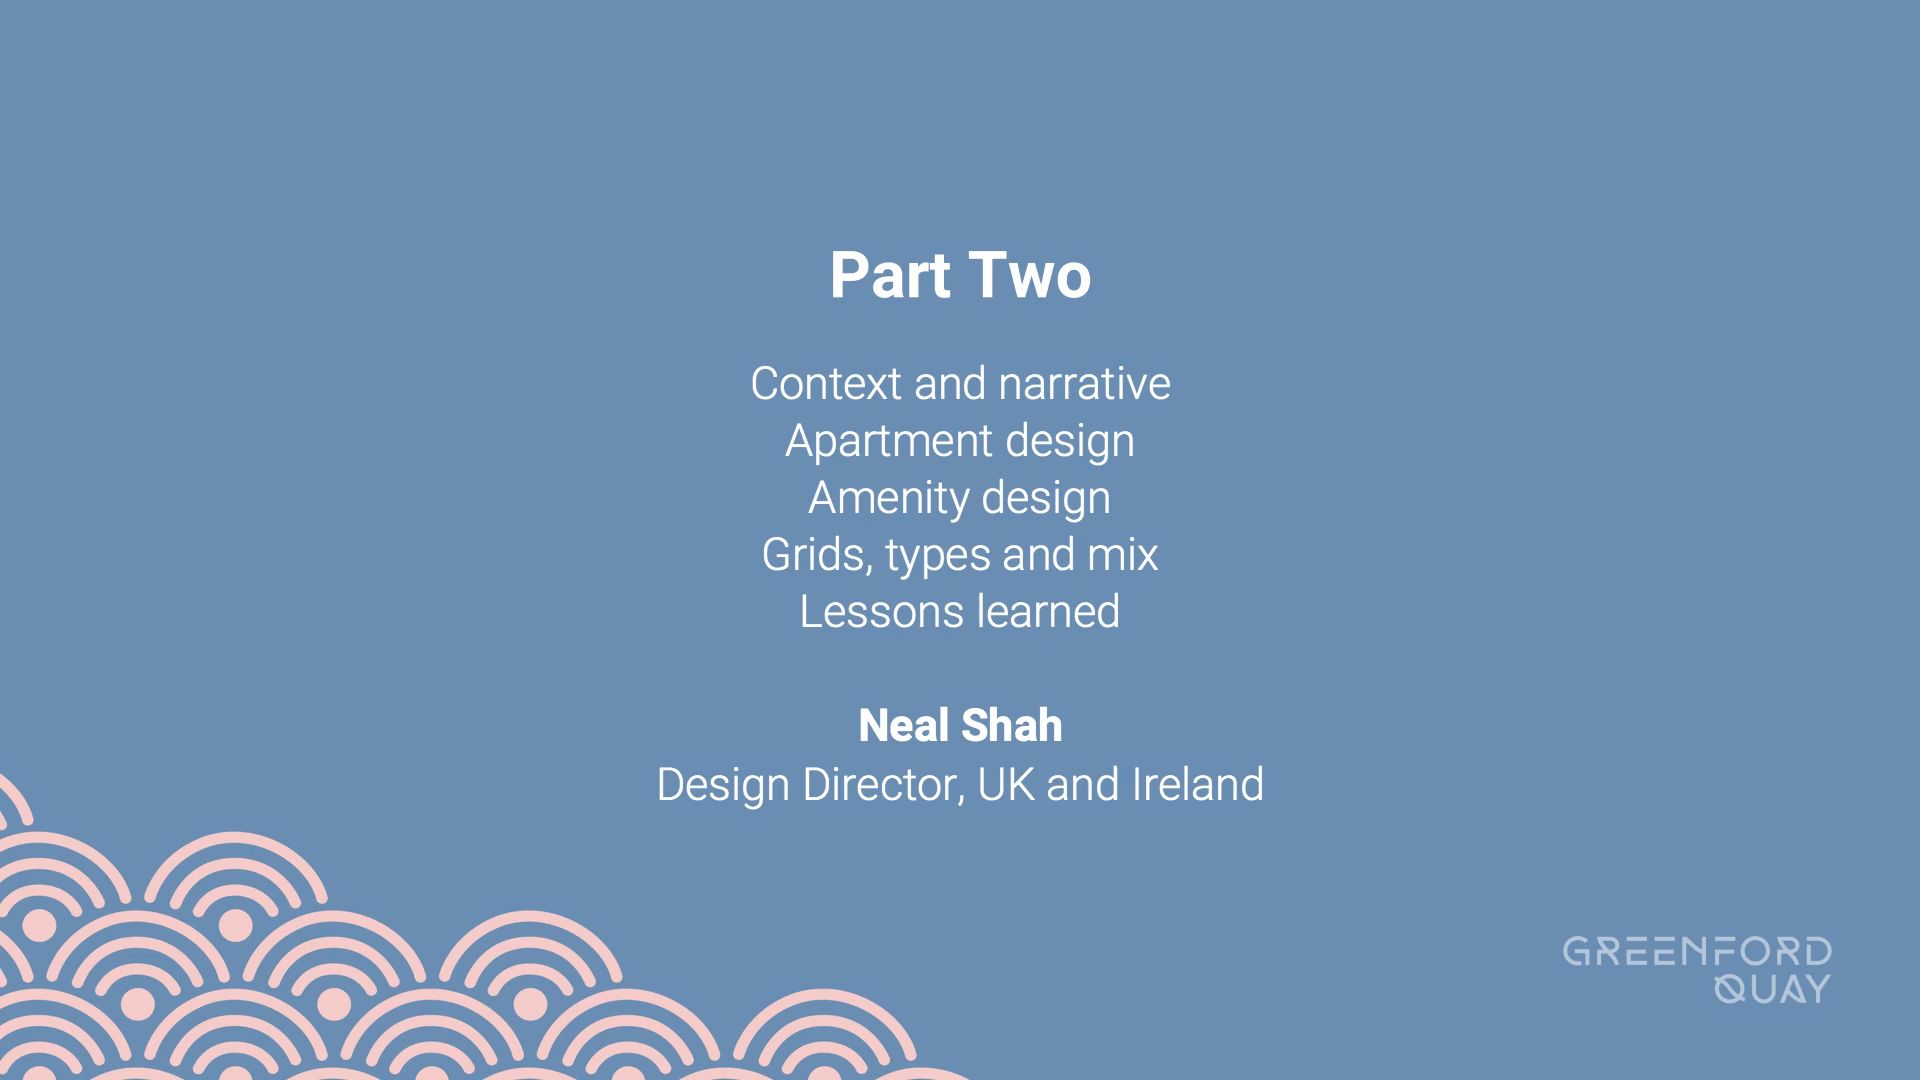 Part Two
Context and narrative
Apartment design
Amenity design
Grids, types and mix
Lessons learned
Neal Shah
Design Director, UK and Ireland
GREENFORD
QUAY